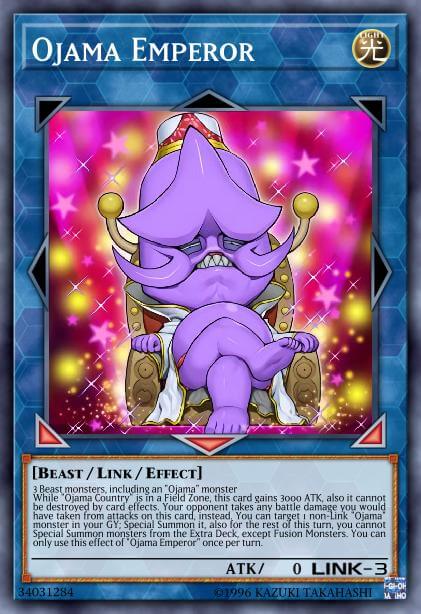 OJAMA EMPEROR
LIGHT
光
[BEAST / LINK / EFFECT]
3 Beast monsters, including an "Ojama" monster
While "Ojama Country" is in a Field Zone, this card gains 3000 ATK, also it cannot
be destroyed by card effects. Your opponent takes any battle damage you would
have taken from attacks on this card, instead. You can target 1 non-Link "Ojama"
monster in your GY; Special Summon it, also for the rest of this turn, you cannot
Special Summon monsters from the Extra Deck, except Fusion Monsters. You can
only use this effect of "Ojama Emperor" once per turn.
ATK/ 0 LINK-3
34031284
©1996 KAZUKI TAKAHASHI